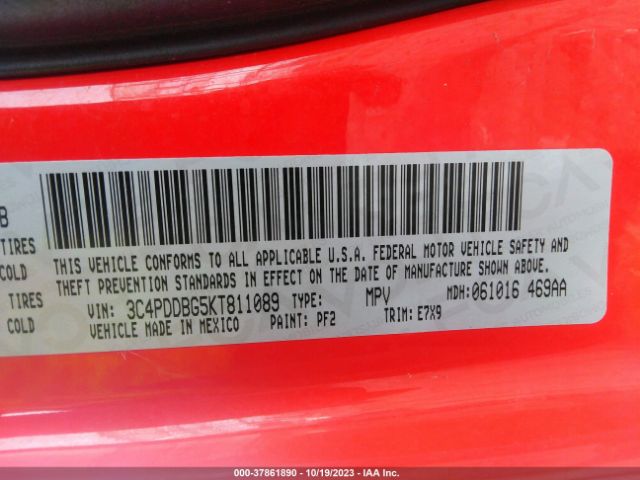 B
TIRES
COLD
TIRES
COLD
THIS VEHICLE CONFORMS TO ALL APPLICABLE U.S.A. FEDERAL MOTOR VEHICLE SAFETY AND
THEFT PREVENTION STANDARDS IN EFFECT ON THE DATE OF MANUFACTURE SHOWN ABOVE.
VIN: 3C4PDDBG5KT811089 TYPE: MPV MDH:061016 469AA
VEHICLE MADE IN MEXICO PAINT: PF2 TRIM: E7X9
000-37861890 - 10/19/2023 - IAA Inc.